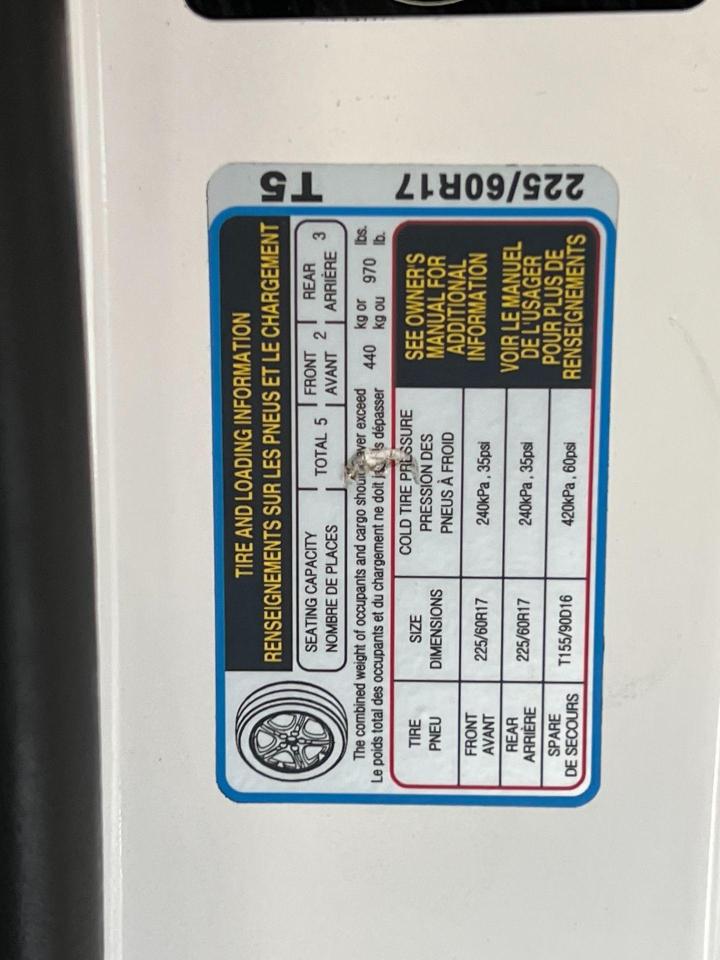 TIRE AND LOADING INFORMATION
RENSEIGNEMENTS SUR LES PNEUS ET LE CHARGEMENT
SEATING CAPACITY TOTAL 5 FRONT 2 REAR 3
NOMBRE DE PLACES AVANT ARRIÈRE
The combined weight of occupants and cargo should never exceed 440 kg or 970 lbs.
Le poids total des occupants et du chargement ne doit jamais dépasser kg ou lb.
TIRE SIZE COLD TIRE PRESSURE
PNEU DIMENSIONS PRESSION DES
PNEUS À FROID
FRONT 225/60R17 240kPa, 35psi
AVANT
REAR 225/60R17 240kPa, 35psi
ARRIÈRE
SPARE T155/90D16 420kPa, 60psi
DE SECOURS
SEE OWNER'S
MANUAL FOR
ADDITIONAL
INFORMATION
VOIR LE MANUEL
DE L'USAGER
POUR PLUS DE
RENSEIGNEMENTS
T5
225/60R17